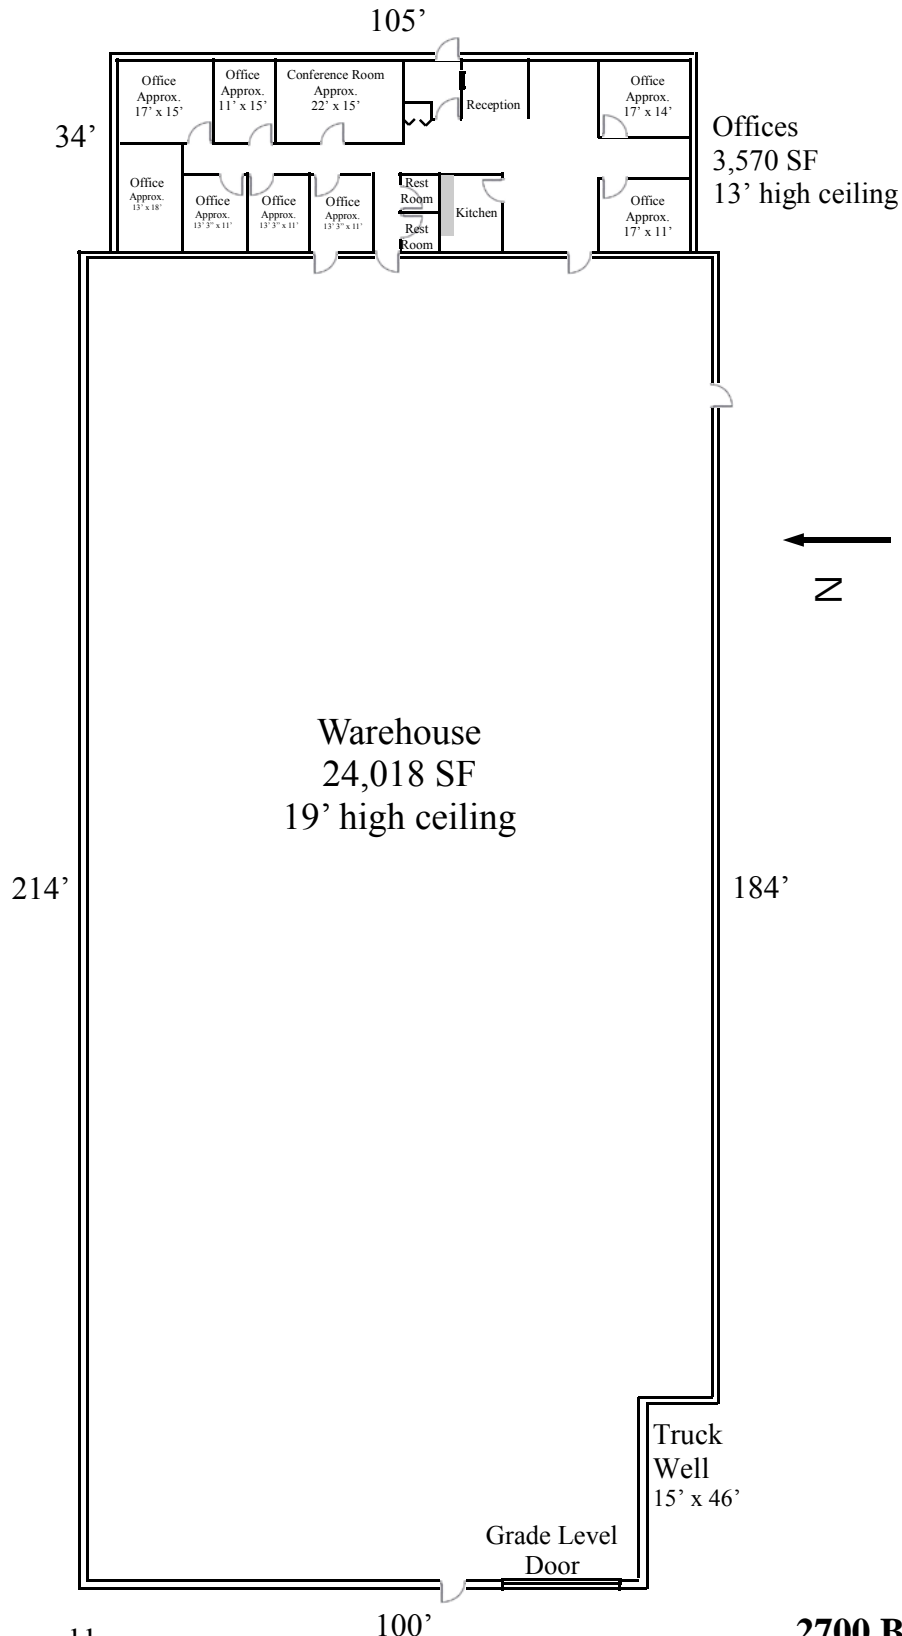 105’
Office
Approx.
17’ x 15’
Office
Approx.
11’ x 15’
Conference Room
Approx.
22’ x 15’
Reception
Office
Approx.
17’ x 14’
34’
Offices
3,570 SF
13’ high ceiling
Office
Approx.
13’ x 18’
Office
Approx.
13’ 3” x 11’
Office
Approx.
13’ 3” x 11’
Office
Approx.
13’ 3” x 11’
Rest
Room
Rest
Room
Kitchen
Office
Approx.
17’ x 11’
N
Warehouse
24,018 SF
19’ high ceiling
214’
184’
Truck
Well
15’ x 46’
Grade Level
Door
100’
2700 B